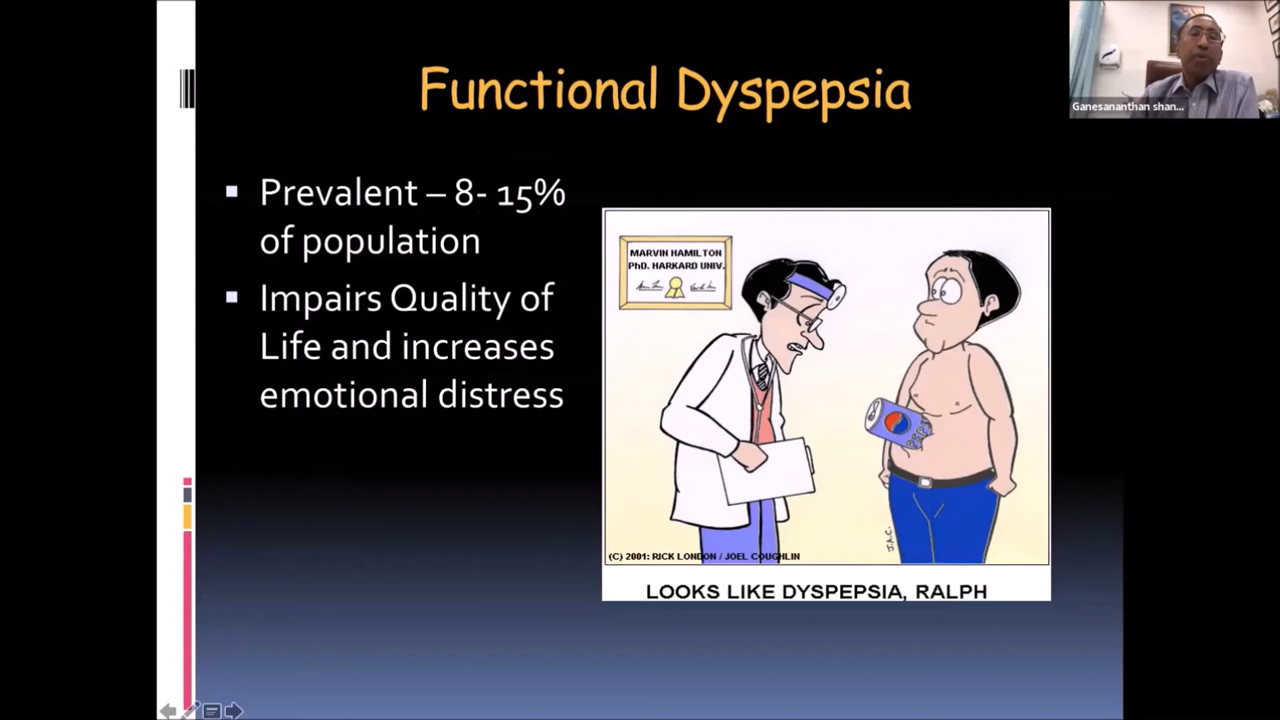 Functional Dyspepsia
Ganesananthan shan...
Prevalent – 8- 15%
of population
Impairs Quality of
Life and increases
emotional distress
MARVIN HAMILTON
PhD. HARKARD UNIV.
PEPSI
J.A.C.
(C) 2001: RICK LONDON / JOEL COUGHLIN
LOOKS LIKE DYSPEPSIA, RALPH